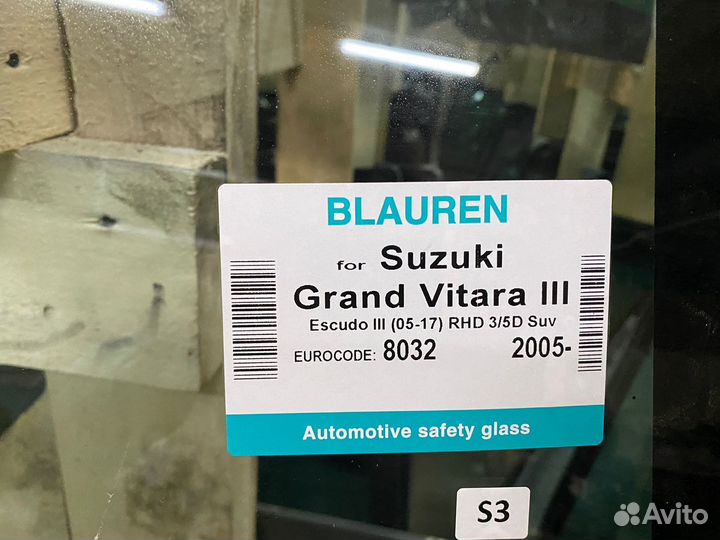 BLAUREN
for Suzuki
Grand Vitara III
Escudo III (05-17) RHD 3/5D Suv
EUROCODE: 8032 2005-
Automotive safety glass
S3
Avito